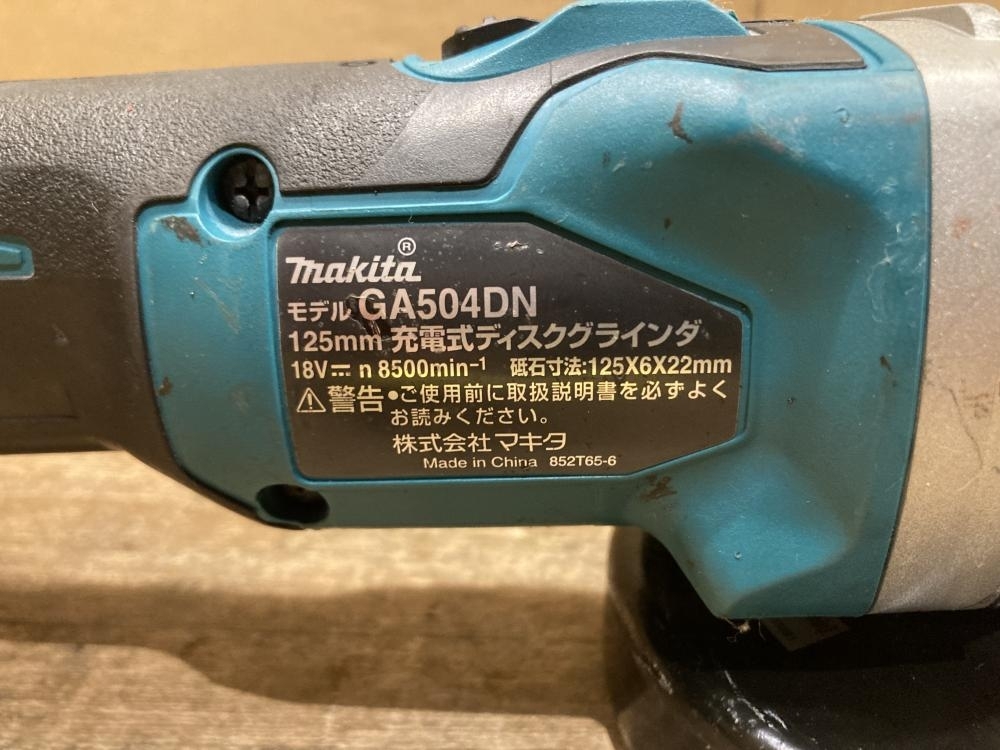 makita®
モデル GA504DN
125mm 充電式ディスクグラインダ
18V⎓ n 8500min⁻¹ 砥石寸法:125X6X22mm
⚠警告 •ご使用前に取扱説明書を必ずよく
お読みください。
株式会社マキタ
Made in China 852T65-6